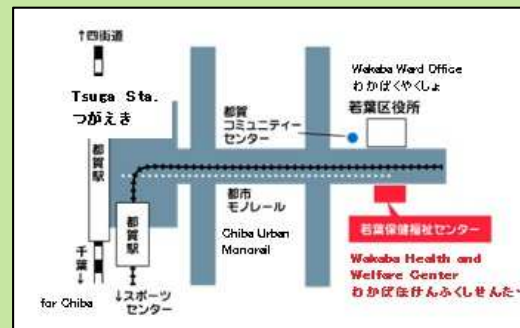 ↑四街道
Tsuga Sta.
つがえき
都賀駅
千葉↓
for Chiba
都賀駅
↓スポーツ
センター
都賀
コミュニティー
センター
都市
モノレール
Chiba Urban
Monorail
Wakaba Ward Office
わかばくやくしょ
若葉区役所
若葉保健福祉センター
Wakaba Health and
Welfare Center
わかばほけんふくしせんたー